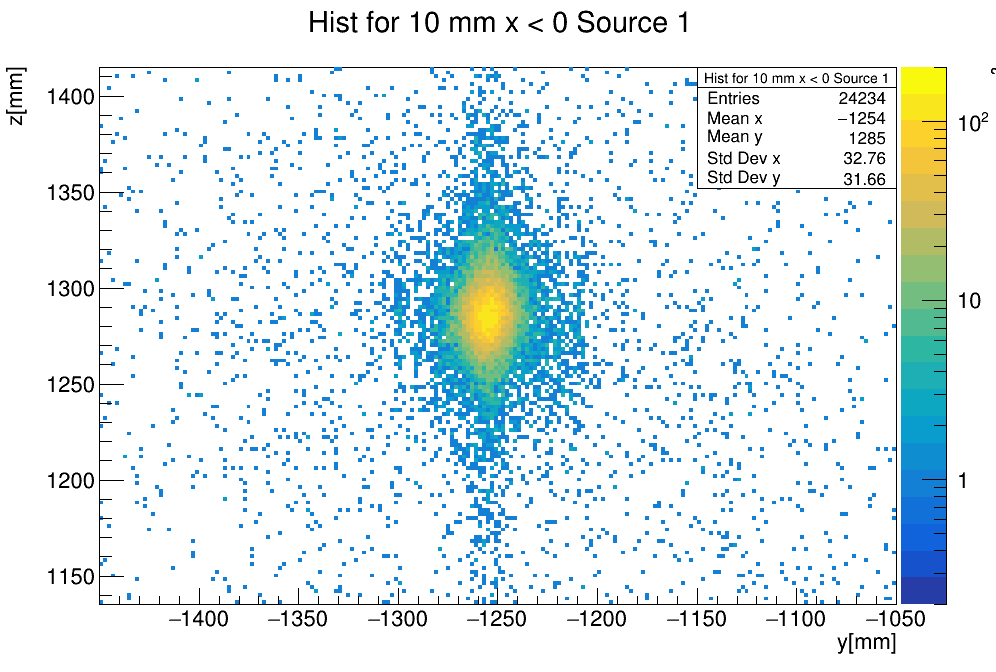 Hist for 10 mm x < 0 Source 1
z[mm]
Hist for 10 mm x < 0 Source 1
Entries 24234
Mean x −1254
Mean y 1285
Std Dev x 32.76
Std Dev y 31.66
1400
1350
1300
1250
1200
1150
10²
10
1
−1400 −1350 −1300 −1250 −1200 −1150 −1100 −1050
y[mm]